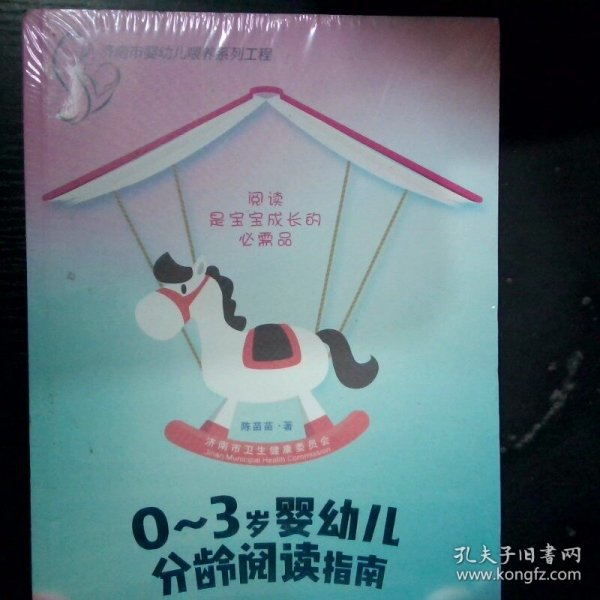 济南市婴幼儿喂养系列工程
阅读
是宝宝成长的
必需品
陈苗苗·著
济南市卫生健康委员会
Jinan Municipal Health Commission
0~3岁婴幼儿
分龄阅读指南
孔夫子旧书网
www.kongfz.com